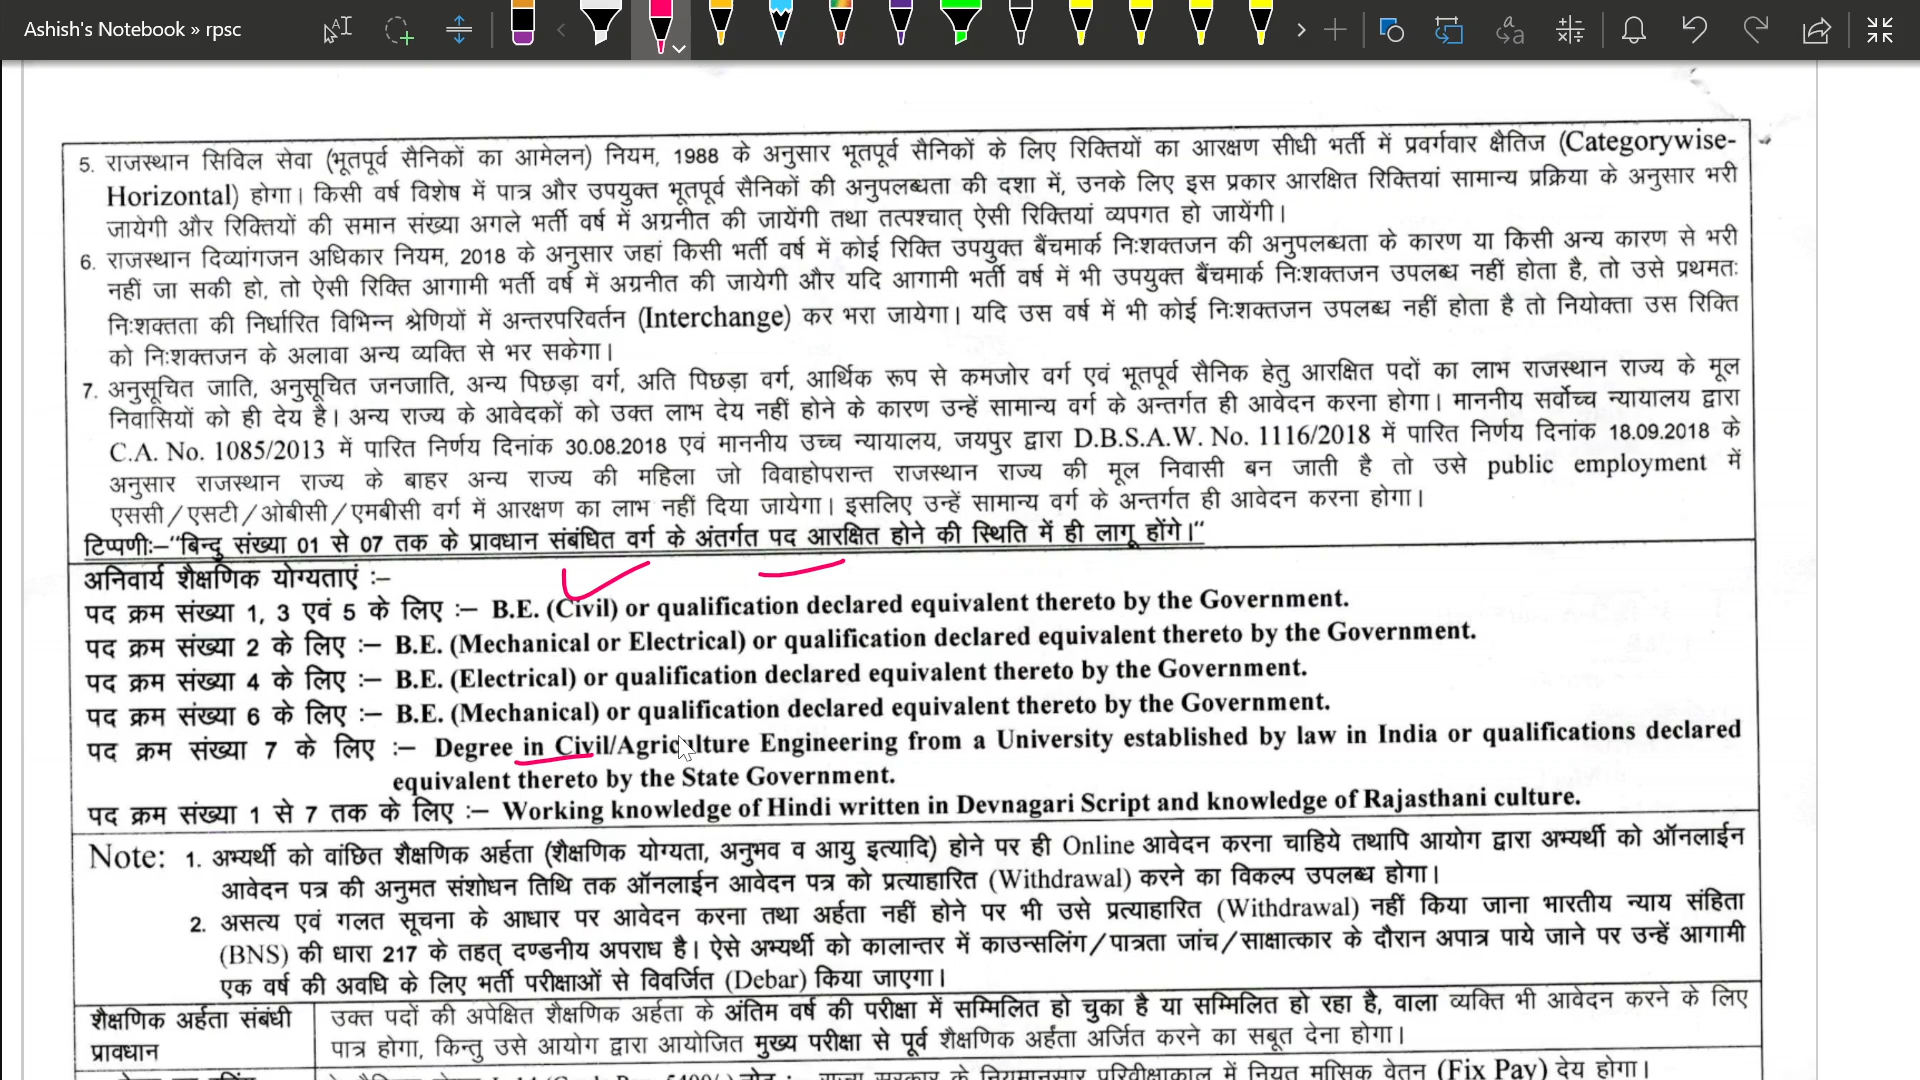 Ashish's Notebook » rpsc
5. राजस्थान सिविल सेवा (भूतपूर्व सैनिकों का आमेलन) नियम, 1988 के अनुसार भूतपूर्व सैनिकों के लिए रिक्तियों का आरक्षण सीधी भर्ती में प्रवर्गवार क्षैतिज (Categorywise-
Horizontal) होगा। किसी वर्ष विशेष में पात्र और उपयुक्त भूतपूर्व सैनिकों की अनुपलब्धता की दशा में, उनके लिए इस प्रकार आरक्षित रिक्तियां सामान्य प्रक्रिया के अनुसार भरी
जायेगी और रिक्तियों की समान संख्या अगले भर्ती वर्ष में अग्रनीत की जायेंगी तथा तत्पश्चात् ऐसी रिक्तियां व्यपगत हो जायेंगी।
6. राजस्थान दिव्यांगजन अधिकार नियम, 2018 के अनुसार जहां किसी भर्ती वर्ष में कोई रिक्ति उपयुक्त बैंचमार्क निःशक्तजन की अनुपलब्धता के कारण या किसी अन्य कारण से भरी
नहीं जा सकी हो, तो ऐसी रिक्ति आगामी भर्ती वर्ष में अग्रनीत की जायेगी और यदि आगामी भर्ती वर्ष में भी उपयुक्त बैंचमार्क निःशक्तजन उपलब्ध नहीं होता है, तो उसे प्रथमतः
निःशक्तता की निर्धारित विभिन्न श्रेणियों में अन्तरपरिवर्तन (Interchange) कर भरा जायेगा। यदि उस वर्ष में भी कोई निःशक्तजन उपलब्ध नहीं होता है तो नियोक्ता उस रिक्ति
को निःशक्तजन के अलावा अन्य व्यक्ति से भर सकेगा।
7. अनुसूचित जाति, अनुसूचित जनजाति, अन्य पिछड़ा वर्ग, अति पिछड़ा वर्ग, आर्थिक रूप से कमजोर वर्ग एवं भूतपूर्व सैनिक हेतु आरक्षित पदों का लाभ राजस्थान राज्य के मूल
निवासियों को ही देय है। अन्य राज्य के आवेदकों को उक्त लाभ देय नहीं होने के कारण उन्हें सामान्य वर्ग के अन्तर्गत ही आवेदन करना होगा। माननीय सर्वोच्च न्यायालय द्वारा
C.A. No. 1085/2013 में पारित निर्णय दिनांक 30.08.2018 एवं माननीय उच्च न्यायालय, जयपुर द्वारा D.B.S.A.W. No. 1116/2018 में पारित निर्णय दिनांक 18.09.2018 के
अनुसार राजस्थान राज्य के बाहर अन्य राज्य की महिला जो विवाहोपरान्त राजस्थान राज्य की मूल निवासी बन जाती है तो उसे public employment में
एससी/एसटी/ओबीसी/एमबीसी वर्ग में आरक्षण का लाभ नहीं दिया जायेगा। इसलिए उन्हें सामान्य वर्ग के अन्तर्गत ही आवेदन करना होगा।
टिप्पणीः–“बिन्दु संख्या 01 से 07 तक के प्रावधान संबंधित वर्ग के अंतर्गत पद आरक्षित होने की स्थिति में ही लागू होंगे।“
अनिवार्य शैक्षणिक योग्यताएं :–
पद क्रम संख्या 1, 3 एवं 5 के लिए :– B.E. (Civil) or qualification declared equivalent thereto by the Government.
पद क्रम संख्या 2 के लिए :– B.E. (Mechanical or Electrical) or qualification declared equivalent thereto by the Government.
पद क्रम संख्या 4 के लिए :– B.E. (Electrical) or qualification declared equivalent thereto by the Government.
पद क्रम संख्या 6 के लिए :– B.E. (Mechanical) or qualification declared equivalent thereto by the Government.
पद क्रम संख्या 7 के लिए :– Degree in Civil/Agriculture Engineering from a University established by law in India or qualifications declared
equivalent thereto by the State Government.
पद क्रम संख्या 1 से 7 तक के लिए :– Working knowledge of Hindi written in Devnagari Script and knowledge of Rajasthani culture.
Note: 1. अभ्यर्थी को वांछित शैक्षणिक अर्हता (शैक्षणिक योग्यता, अनुभव व आयु इत्यादि) होने पर ही Online आवेदन करना चाहिये तथापि आयोग द्वारा अभ्यर्थी को ऑनलाईन
आवेदन पत्र की अनुमत संशोधन तिथि तक ऑनलाईन आवेदन पत्र को प्रत्याहारित (Withdrawal) करने का विकल्प उपलब्ध होगा।
2. असत्य एवं गलत सूचना के आधार पर आवेदन करना तथा अर्हता नहीं होने पर भी उसे प्रत्याहारित (Withdrawal) नहीं किया जाना भारतीय न्याय संहिता
(BNS) की धारा 217 के तहत् दण्डनीय अपराध है। ऐसे अभ्यर्थी को कालान्तर में काउन्सलिंग/पात्रता जांच/साक्षात्कार के दौरान अपात्र पाये जाने पर उन्हें आगामी
एक वर्ष की अवधि के लिए भर्ती परीक्षाओं से विवर्जित (Debar) किया जाएगा।
शैक्षणिक अर्हता संबंधी
प्रावधान
उक्त पदों की अपेक्षित शैक्षणिक अर्हता के अंतिम वर्ष की परीक्षा में सम्मिलित हो चुका है या सम्मिलित हो रहा है, वाला व्यक्ति भी आवेदन करने के लिए
पात्र होगा, किन्तु उसे आयोग द्वारा आयोजित मुख्य परीक्षा से पूर्व शैक्षणिक अर्हता अर्जित करने का सबूत देना होगा।
राज्य सरकार के नियमानुसार परिवीक्षाकाल में नियत मासिक वेतन (Fix Pay) देय होगा।